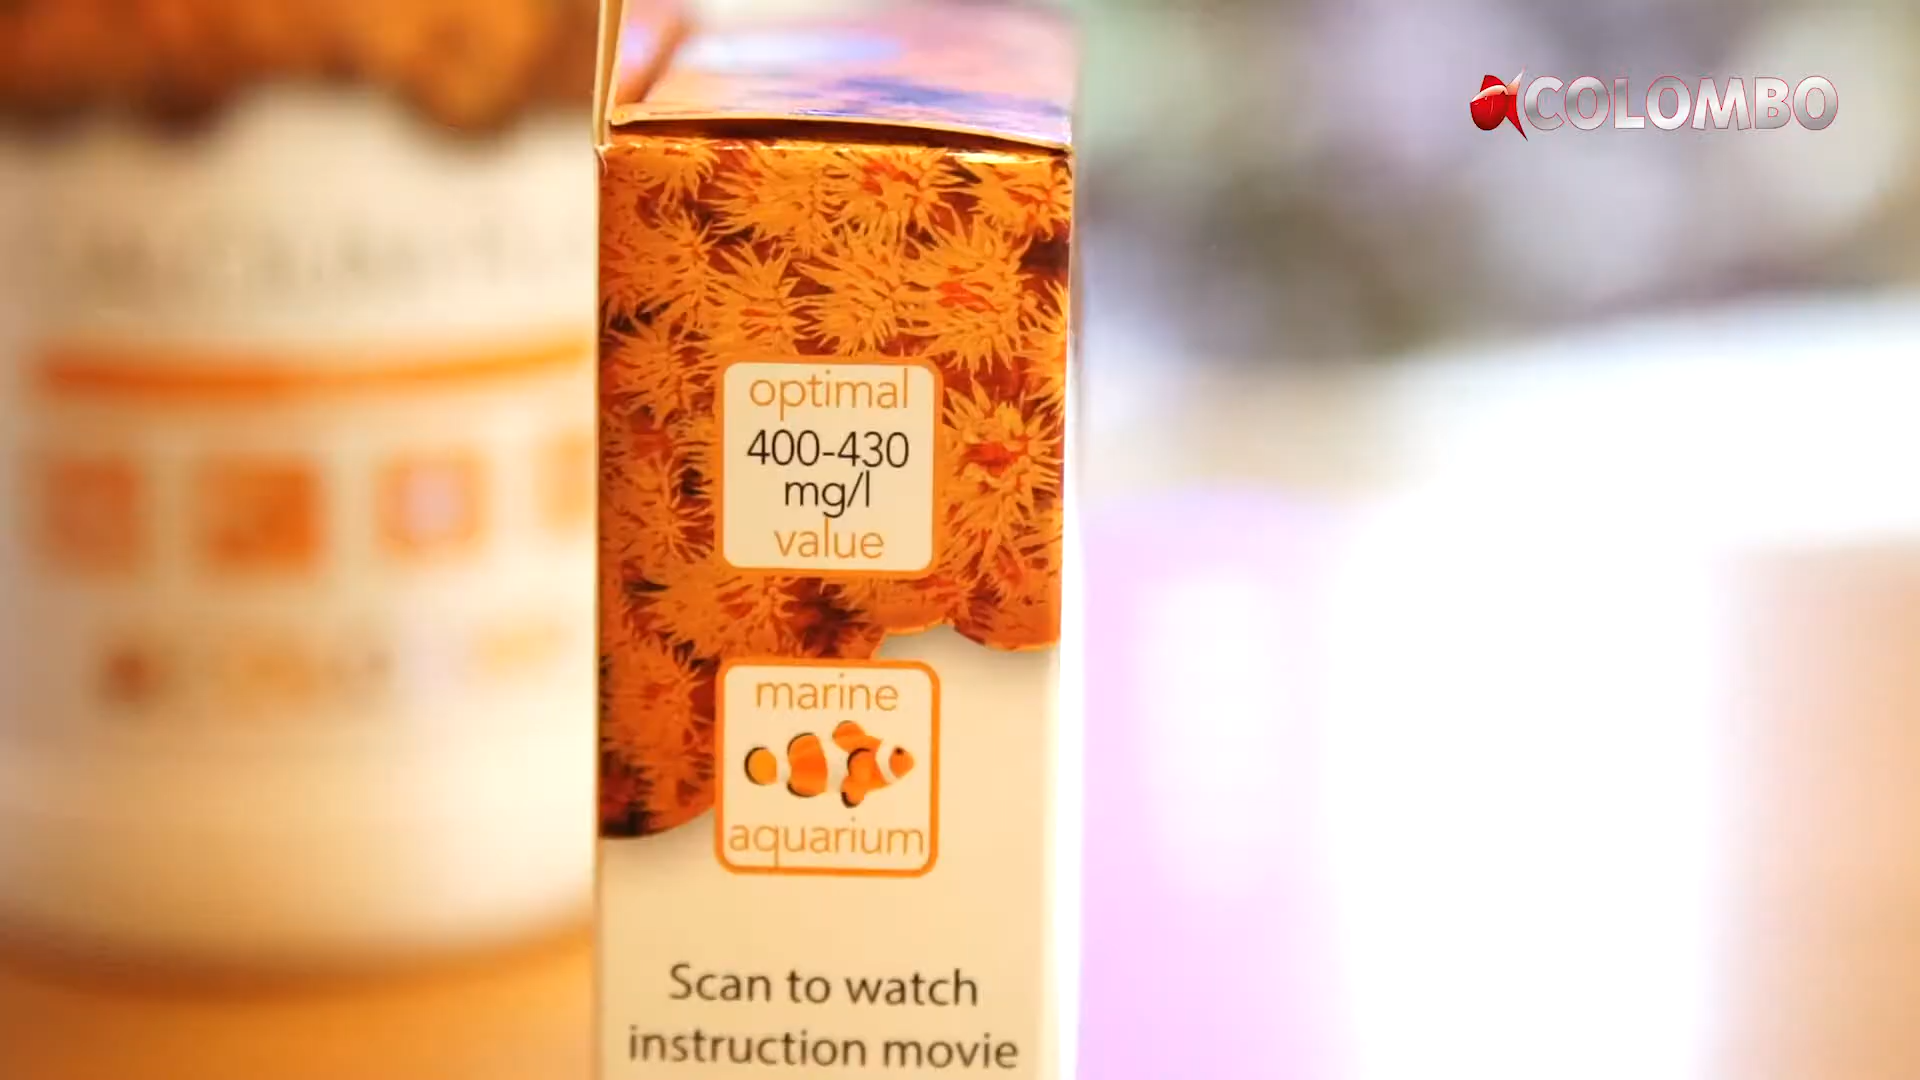 COLOMBO
optimal
400-430
mg/l
value
marine
aquarium
Scan to watch
instruction movie